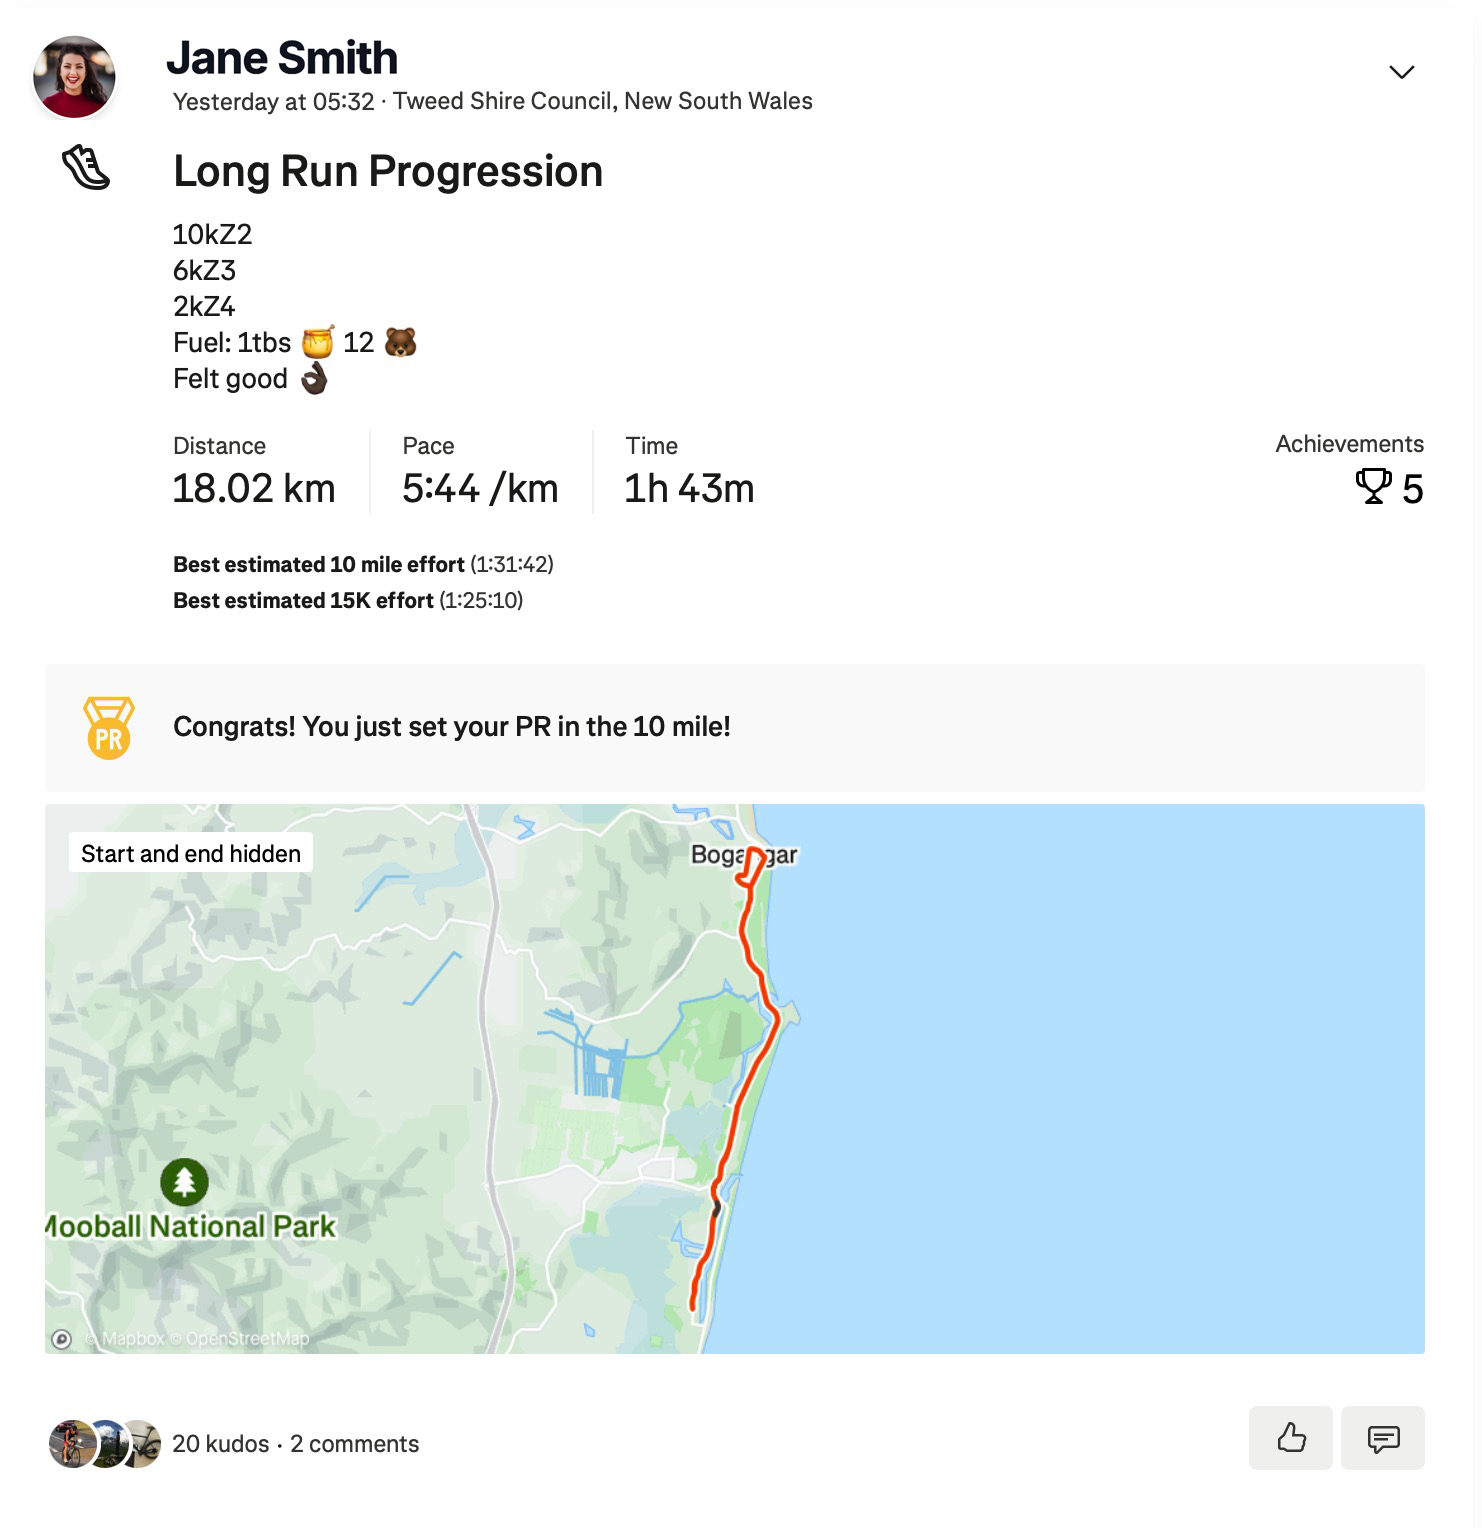 Jane Smith
Yesterday at 05:32 · Tweed Shire Council, New South Wales
Long Run Progression
10kZ2
6kZ3
2kZ4
Fuel: 1tbs 🍯 12 🐻
Felt good 👌🏿
Distance
18.02 km
Pace
5:44 /km
Time
1h 43m
Achievements
5
Best estimated 10 mile effort (1:31:42)
Best estimated 15K effort (1:25:10)
PR
Congrats! You just set your PR in the 10 mile!
Start and end hidden
Mooball National Park
© Mapbox © OpenStreetMap
20 kudos · 2 comments